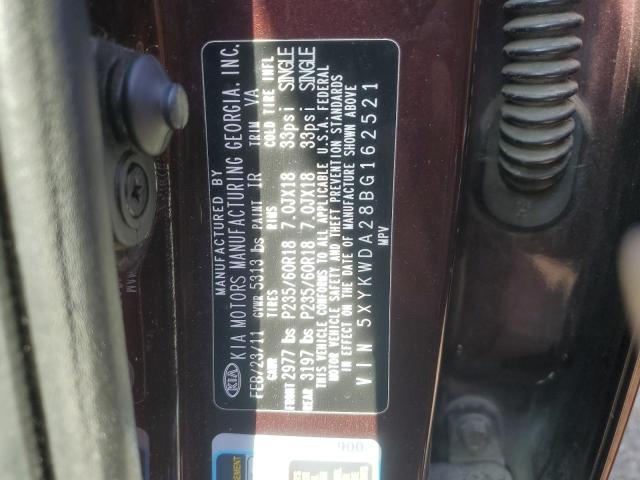 MANUFACTURED BY
KIA KIA MOTORS MANUFACTURING GEORGIA. INC.
FEB/23/11 GVWR 5313 lbs PAINT IR TRIM VA
GAWR TIRES RIMS COLD TIRE INFL
FRONT 2977 lbs P235/60R18 7.0JX18 33psi SINGLE
REAR 3197 lbs P235/60R18 7.0JX18 33psi SINGLE
THIS VEHICLE CONFORMS TO ALL APPLICABLE U.S.A. FEDERAL
MOTOR VEHICLE SAFETY AND THEFT PREVENTION STANDARDS
IN EFFECT ON THE DATE OF MANUFACTURE SHOWN ABOVE
VIN 5XYKWDA28BG162521
MPV